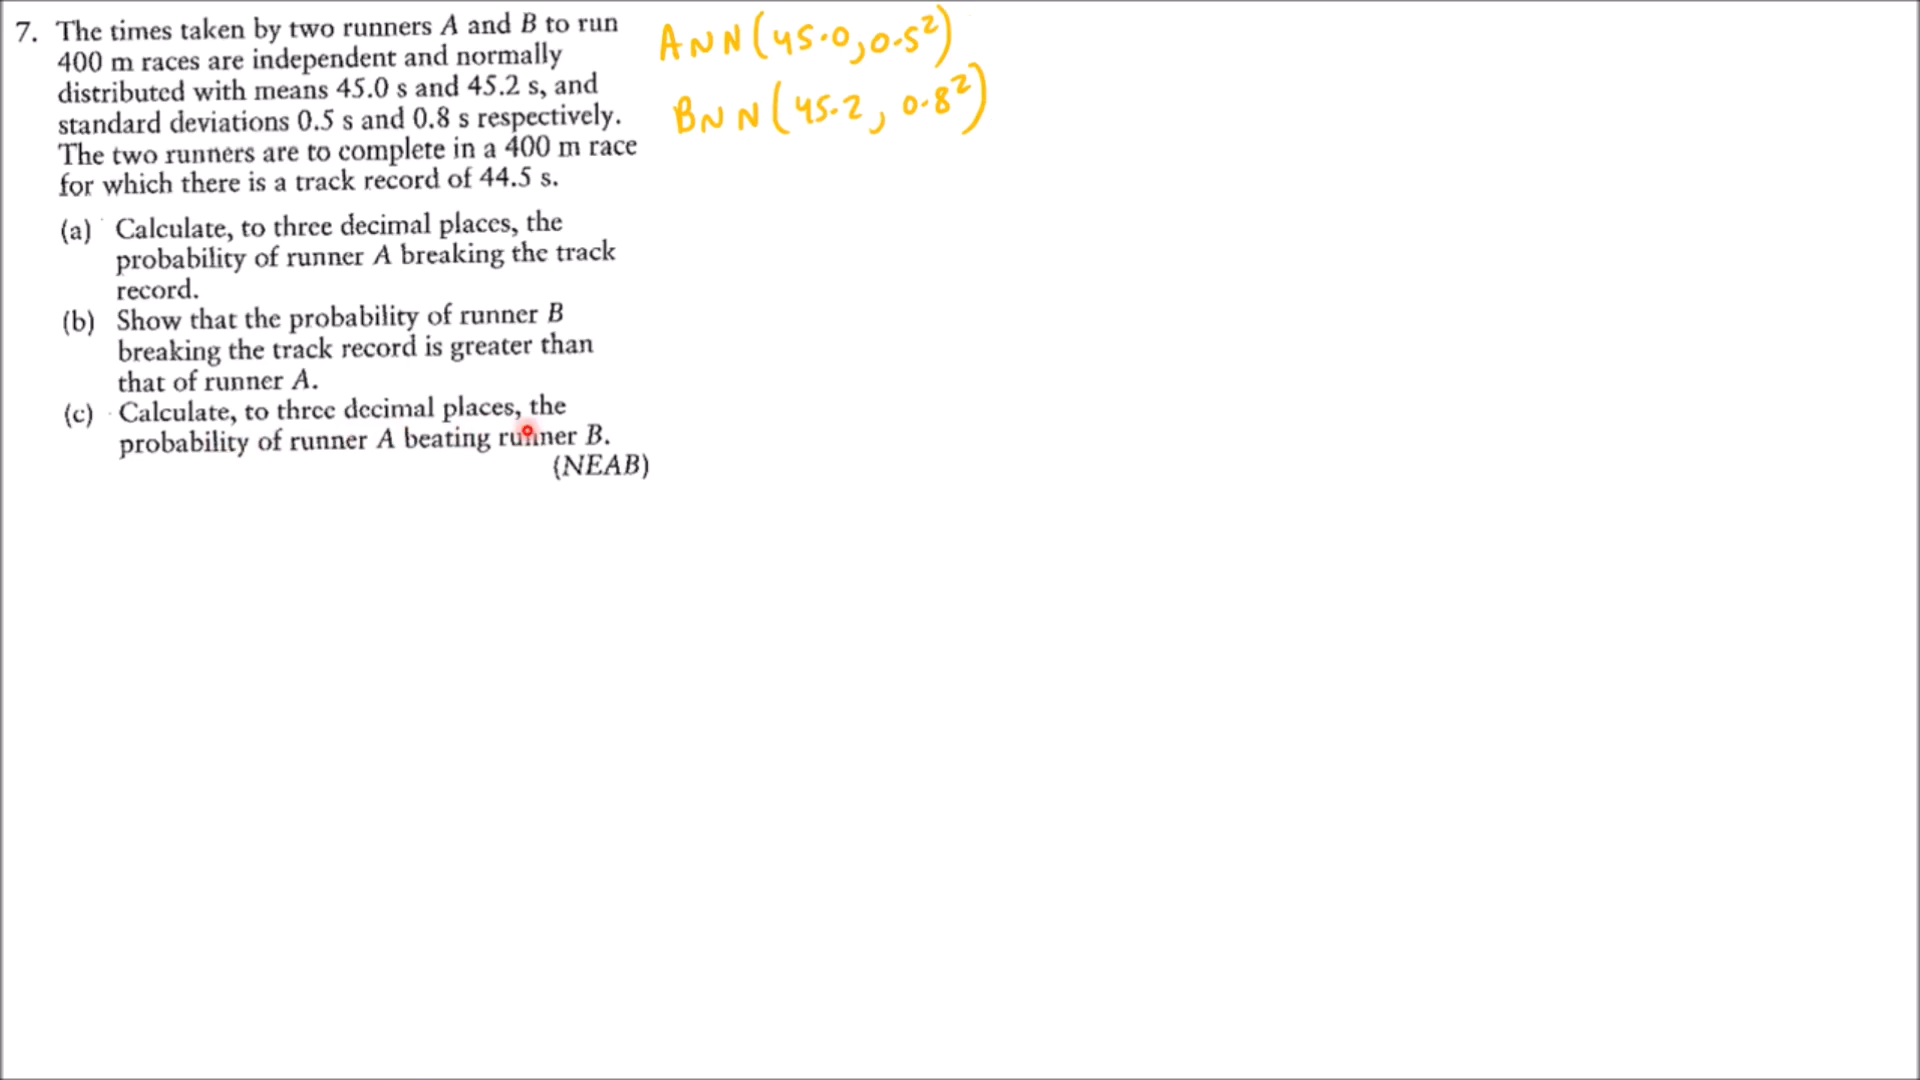 7. The times taken by two runners A and B to run
400 m races are independent and normally
distributed with means 45.0 s and 45.2 s, and
standard deviations 0.5 s and 0.8 s respectively.
The two runners are to complete in a 400 m race
for which there is a track record of 44.5 s.
(a) Calculate, to three decimal places, the
probability of runner A breaking the track
record.
(b) Show that the probability of runner B
breaking the track record is greater than
that of runner A.
(c) Calculate, to three decimal places, the
probability of runner A beating runner B.
(NEAB)
A ~ N(45.0, 0.5²)
B ~ N(45.2, 0.8²)